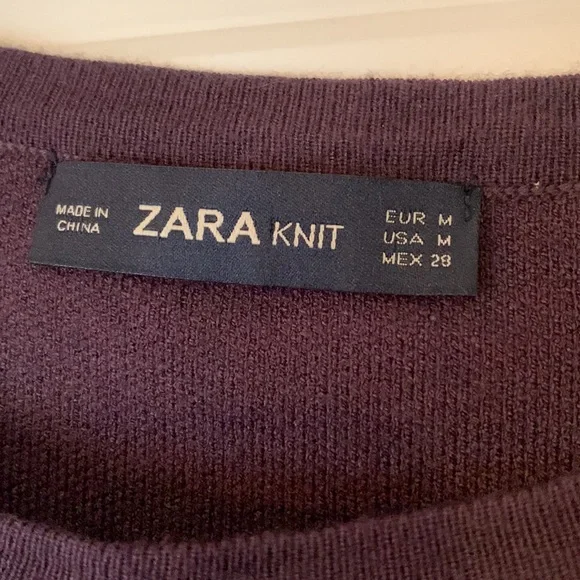 MADE IN
CHINA
ZARA KNIT
EUR M
USA M
MEX 28